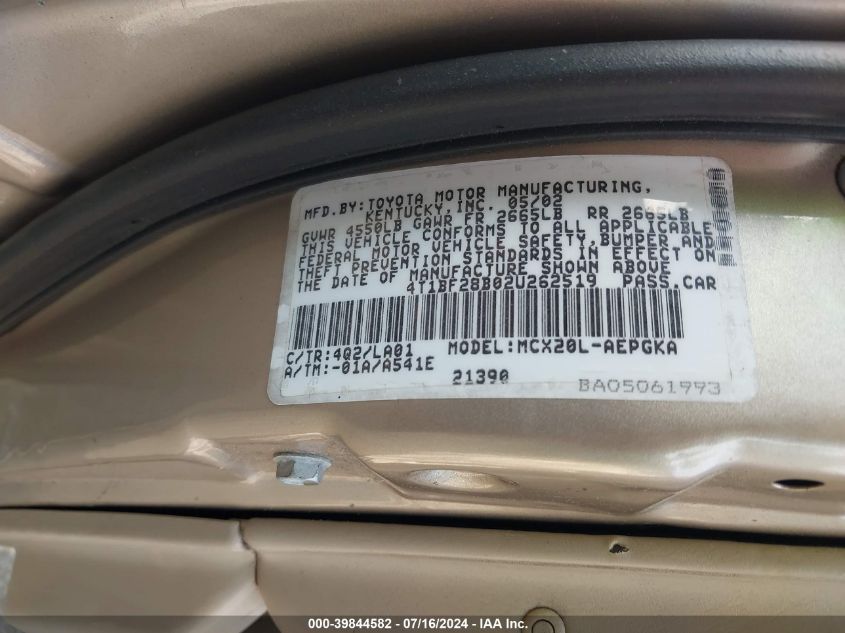 MFD.BY:TOYOTA MOTOR MANUFACTURING,
KENTUCKY, INC. 05/02
GVWR 4550LB GAWR FR 2665LB RR 2665LB
THIS VEHICLE CONFORMS TO ALL APPLICABLE
FEDERAL MOTOR VEHICLE SAFETY,BUMPER,AND
THEFT PREVENTION STANDARDS IN EFFECT ON
THE DATE OF MANUFACTURE SHOWN ABOVE
4T1BF28B02U262519 PASS.CAR
C/TR:4Q2/LA01 MODEL:MCX20L-AEPGKA
A/TM:-01A/A541E
21390
BA05061993
000-39844582 - 07/16/2024 - IAA Inc.